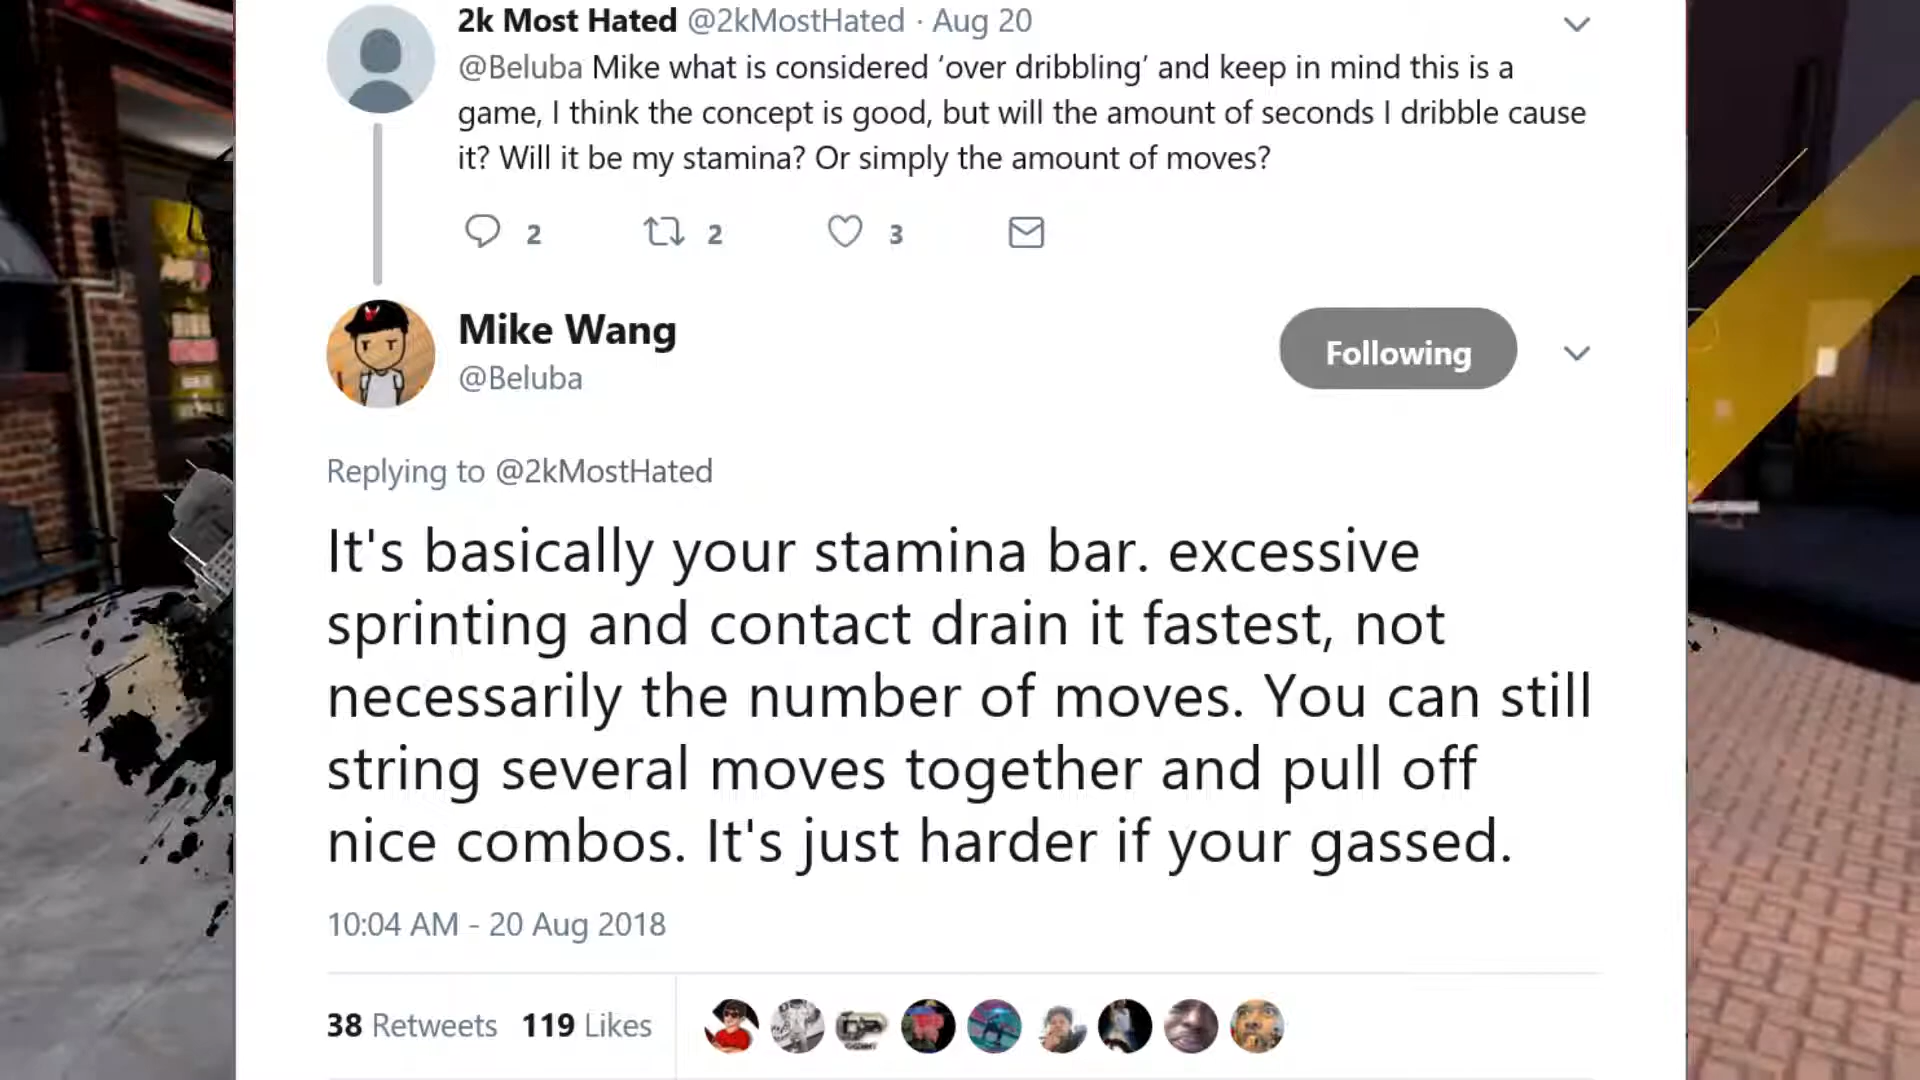 2k Most Hated @2kMostHated · Aug 20
@Beluba Mike what is considered ‘over dribbling’ and keep in mind this is a
game, I think the concept is good, but will the amount of seconds I dribble cause
it? Will it be my stamina? Or simply the amount of moves?
2 2 3
Mike Wang
@Beluba
Following
Replying to @2kMostHated
It's basically your stamina bar. excessive
sprinting and contact drain it fastest, not
necessarily the number of moves. You can still
string several moves together and pull off
nice combos. It's just harder if your gassed.
10:04 AM - 20 Aug 2018
38 Retweets 119 Likes